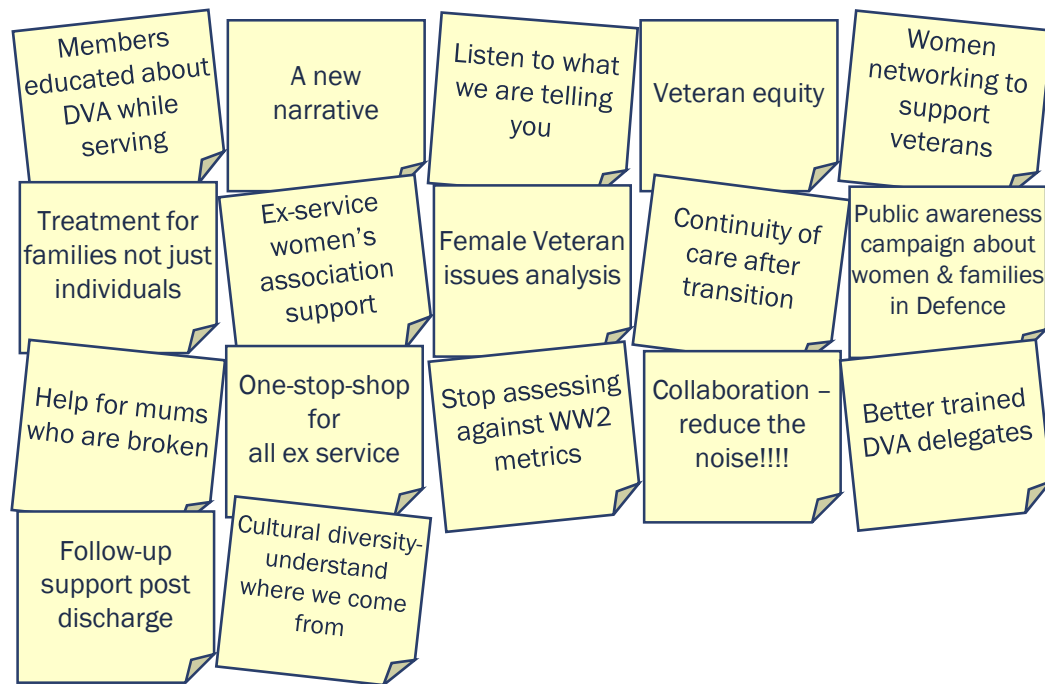 Members
educated about
DVA while
serving
A new
narrative
Listen to what
we are telling
you
Veteran equity
Women
networking to
support
veterans
Treatment for
families not just
individuals
Ex-service
women's
association
support
Female Veteran
issues analysis
Continuity of
care after
transition
Public awareness
campaign about
women & families
in Defence
Help for mums
who are broken
One-stop-shop
for
all ex service
Stop assessing
against WW2
metrics
Collaboration –
reduce the
noise!!!!
Better trained
DVA delegates
Follow-up
support post
discharge
Cultural diversity-
understand
where we come
from